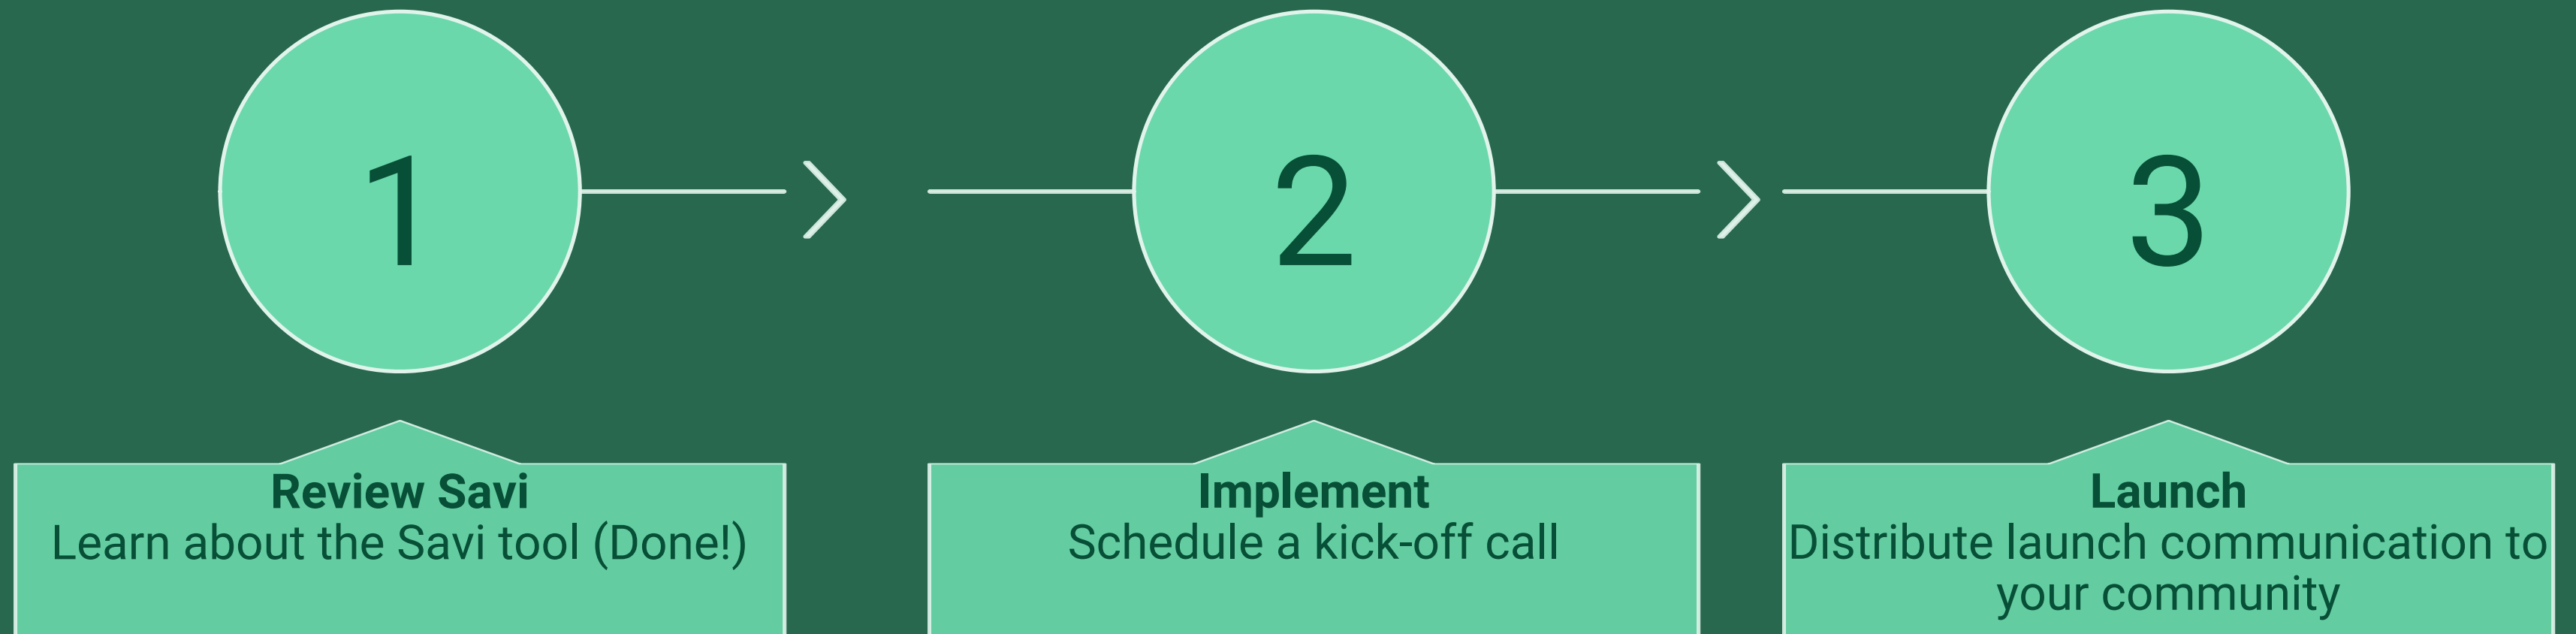 1
2
3
Review Savi
Learn about the Savi tool (Done!)
Implement
Schedule a kick-off call
Launch
Distribute launch communication to
your community